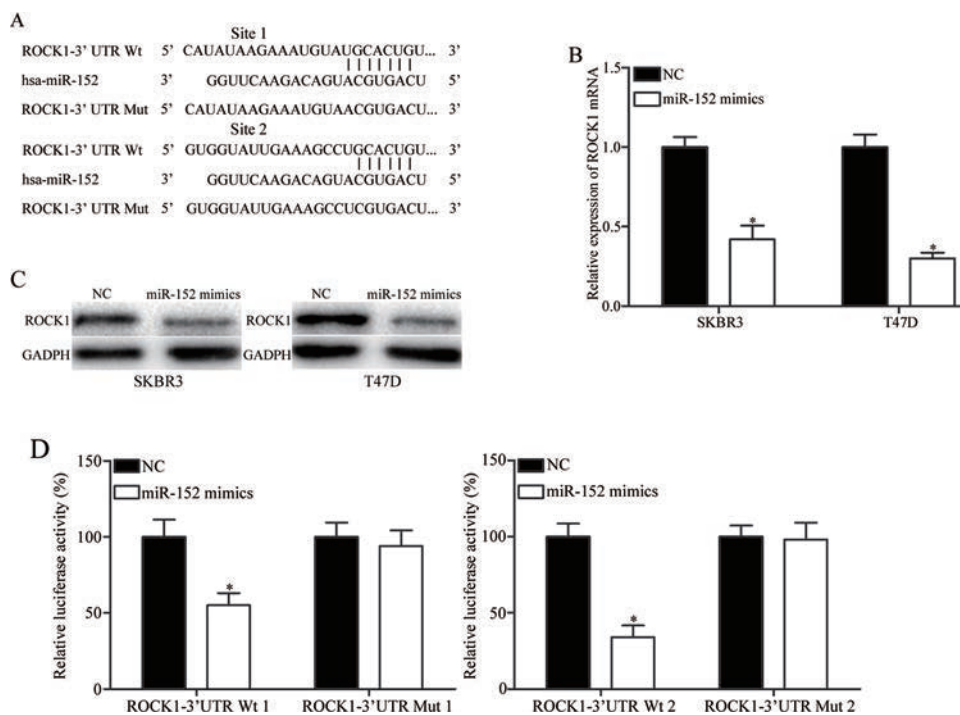 A
Site 1
ROCK1-3’ UTR Wt 5’ CAUAUAAGAAAUGUAUGCACUGU... 3’
hsa-miR-152 3’ GGUUCAAGACAGUACGUGACU 5’
ROCK1-3’ UTR Mut 5’ CAUAUAAGAAAUGUAACGUGACU... 3’
Site 2
ROCK1-3’ UTR Wt 5’ GUGGUAUUGAAAGCCUGCACUGU... 3’
hsa-miR-152 3’ GGUUCAAGACAGUACGUGACU 5’
ROCK1-3’ UTR Mut 5’ GUGGUAUUGAAAGCCUCGUGACU... 3’
B
Relative expression of ROCK1 mRNA
NC
miR-152 mimics
1.5
1.0
0.5
0.0
*
*
SKBR3 T47D
C
NC miR-152 mimics
ROCK1
GADPH
SKBR3
NC miR-152 mimics
ROCK1
GADPH
T47D
D
Relative luciferase activity (%)
NC
miR-152 mimics
150
100
50
0
*
ROCK1-3’UTR Wt 1 ROCK1-3’UTR Mut 1
Relative luciferase activity (%)
NC
miR-152 mimics
150
100
50
0
*
ROCK1-3’UTR Wt 2 ROCK1-3’UTR Mut 2